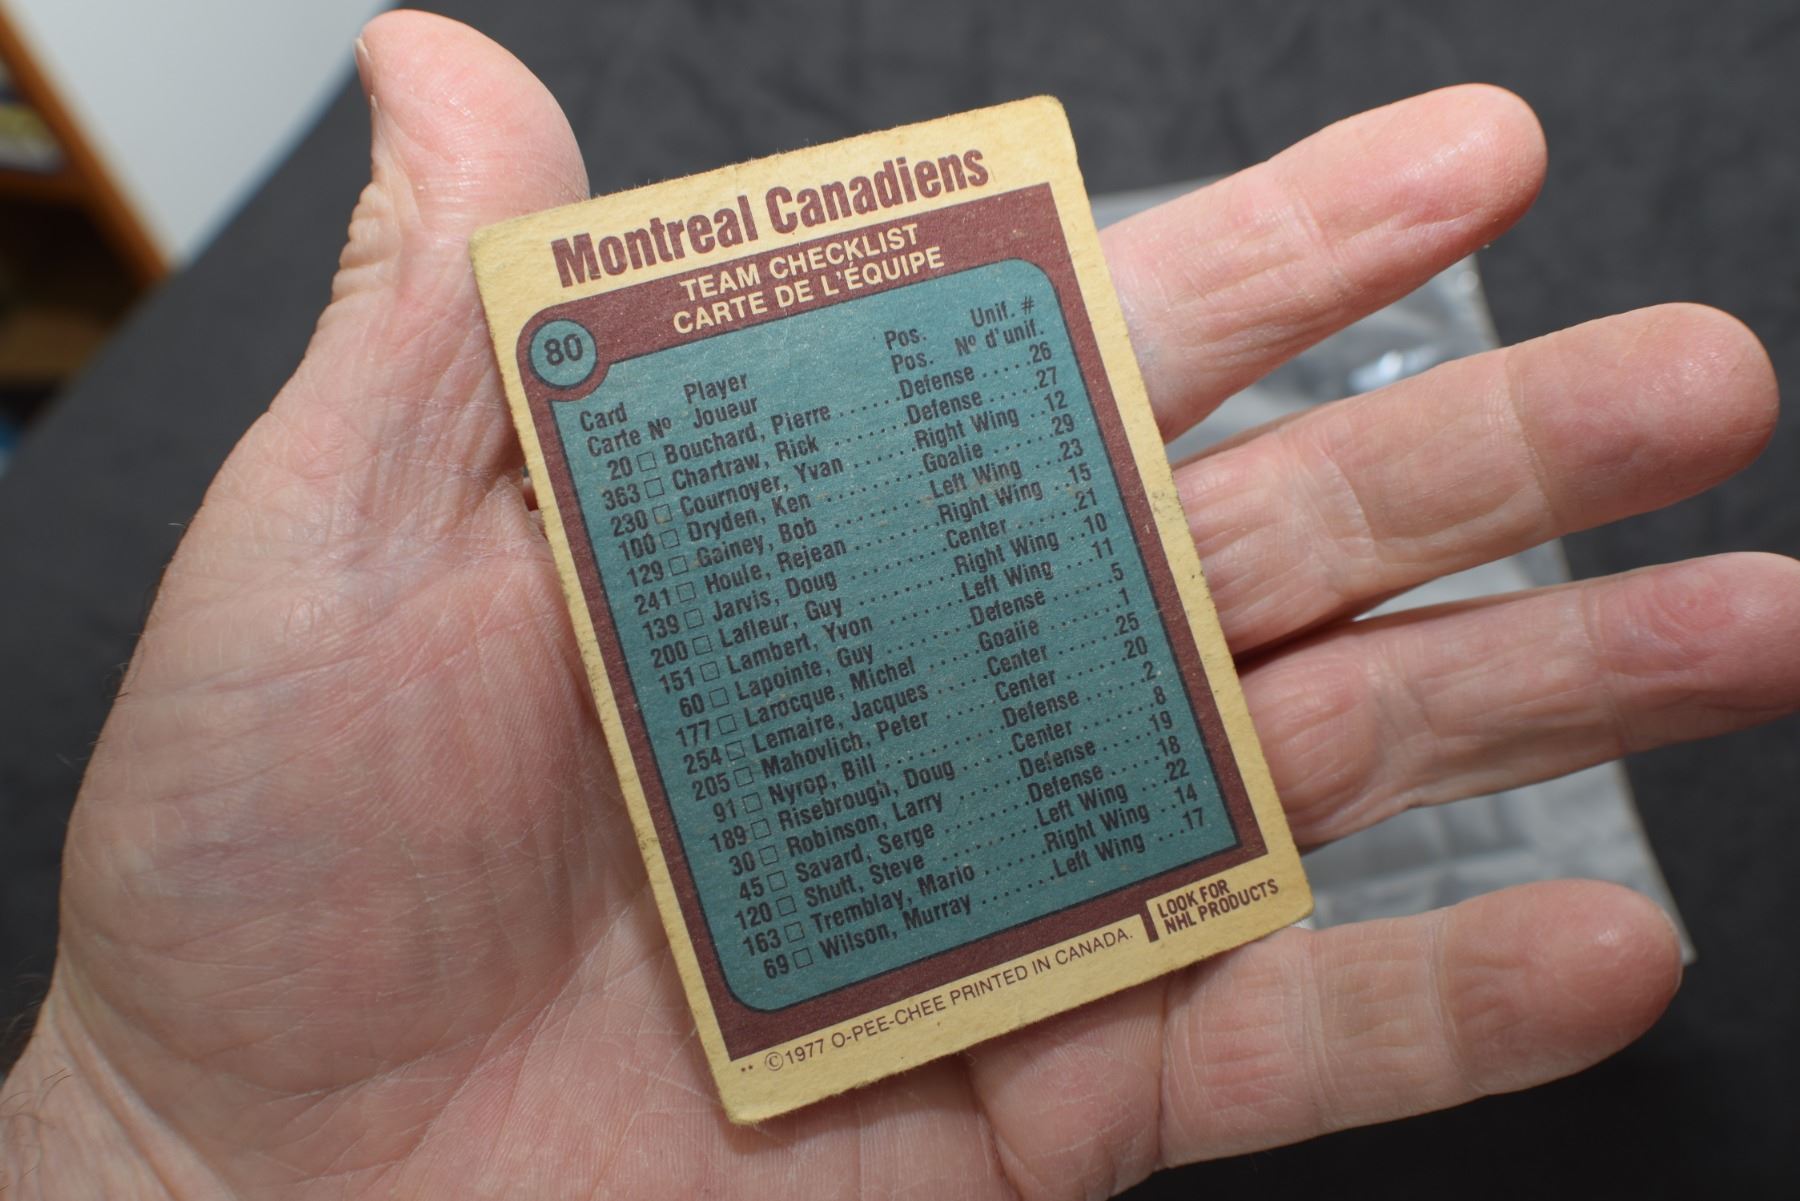 Montreal Canadiens
TEAM CHECKLIST
CARTE DE L'ÉQUIPE
80
Card Player Pos. Unif. #
Carte Nº Joueur Pos. Nº d'unif.
20 □ Bouchard, Pierre ........ Defense ..... 26
363 □ Chartraw, Rick .......... Defense ..... 27
230 □ Cournoyer, Yvan ........ Right Wing .. 12
100 □ Dryden, Ken ............ Goalie ...... 29
129 □ Gainey, Bob ............ Left Wing ... 23
241 □ Houle, Rejean .......... Right Wing .. 15
139 □ Jarvis, Doug ........... Center ...... 21
200 □ Lafleur, Guy ........... Right Wing .. 10
151 □ Lambert, Yvon .......... Left Wing ... 11
60 □ Lapointe, Guy .......... Defense ..... 5
177 □ Larocque, Michel ....... Goalie ...... 1
254 □ Lemaire, Jacques ....... Center ...... 25
205 □ Mahovlich, Peter ....... Center ...... 20
91 □ Nyrop, Bill ............ Defense ..... 2
189 □ Risebrough, Doug ....... Center ...... 8
30 □ Robinson, Larry ........ Defense ..... 19
45 □ Savard, Serge .......... Defense ..... 18
120 □ Shutt, Steve ........... Left Wing ... 22
163 □ Tremblay, Mario ........ Right Wing .. 14
69 □ Wilson, Murray ......... Left Wing ... 17
** ©1977 O-PEE-CHEE PRINTED IN CANADA.
LOOK FOR
NHL PRODUCTS